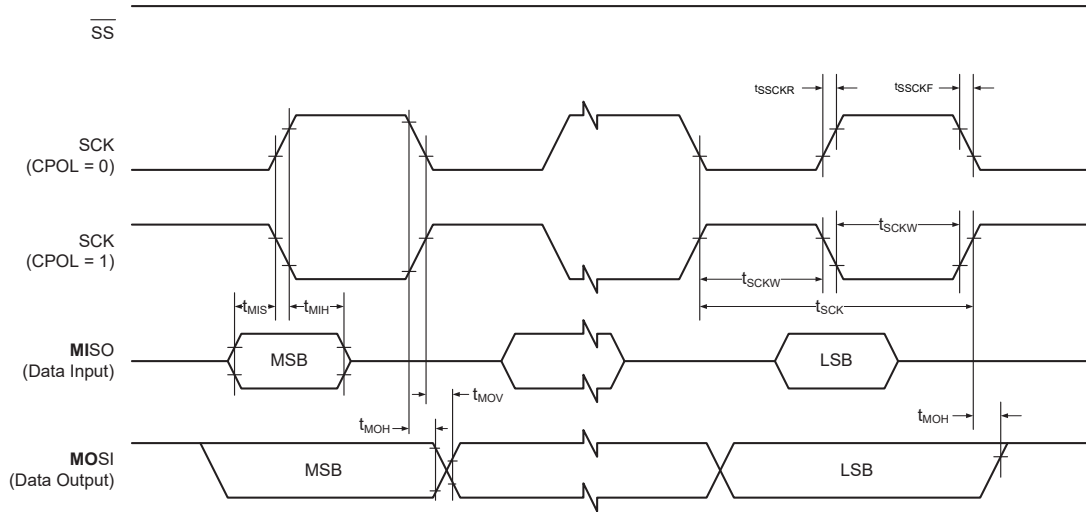 SS
tSSCKR
tSSCKF
SCK
(CPOL = 0)
SCK
(CPOL = 1)
tSCKW
tSCKW
tSCK
tMIS
tMIH
MISO
(Data Input)
MSB
LSB
tMOV
tMOH
tMOH
MOSI
(Data Output)
MSB
LSB